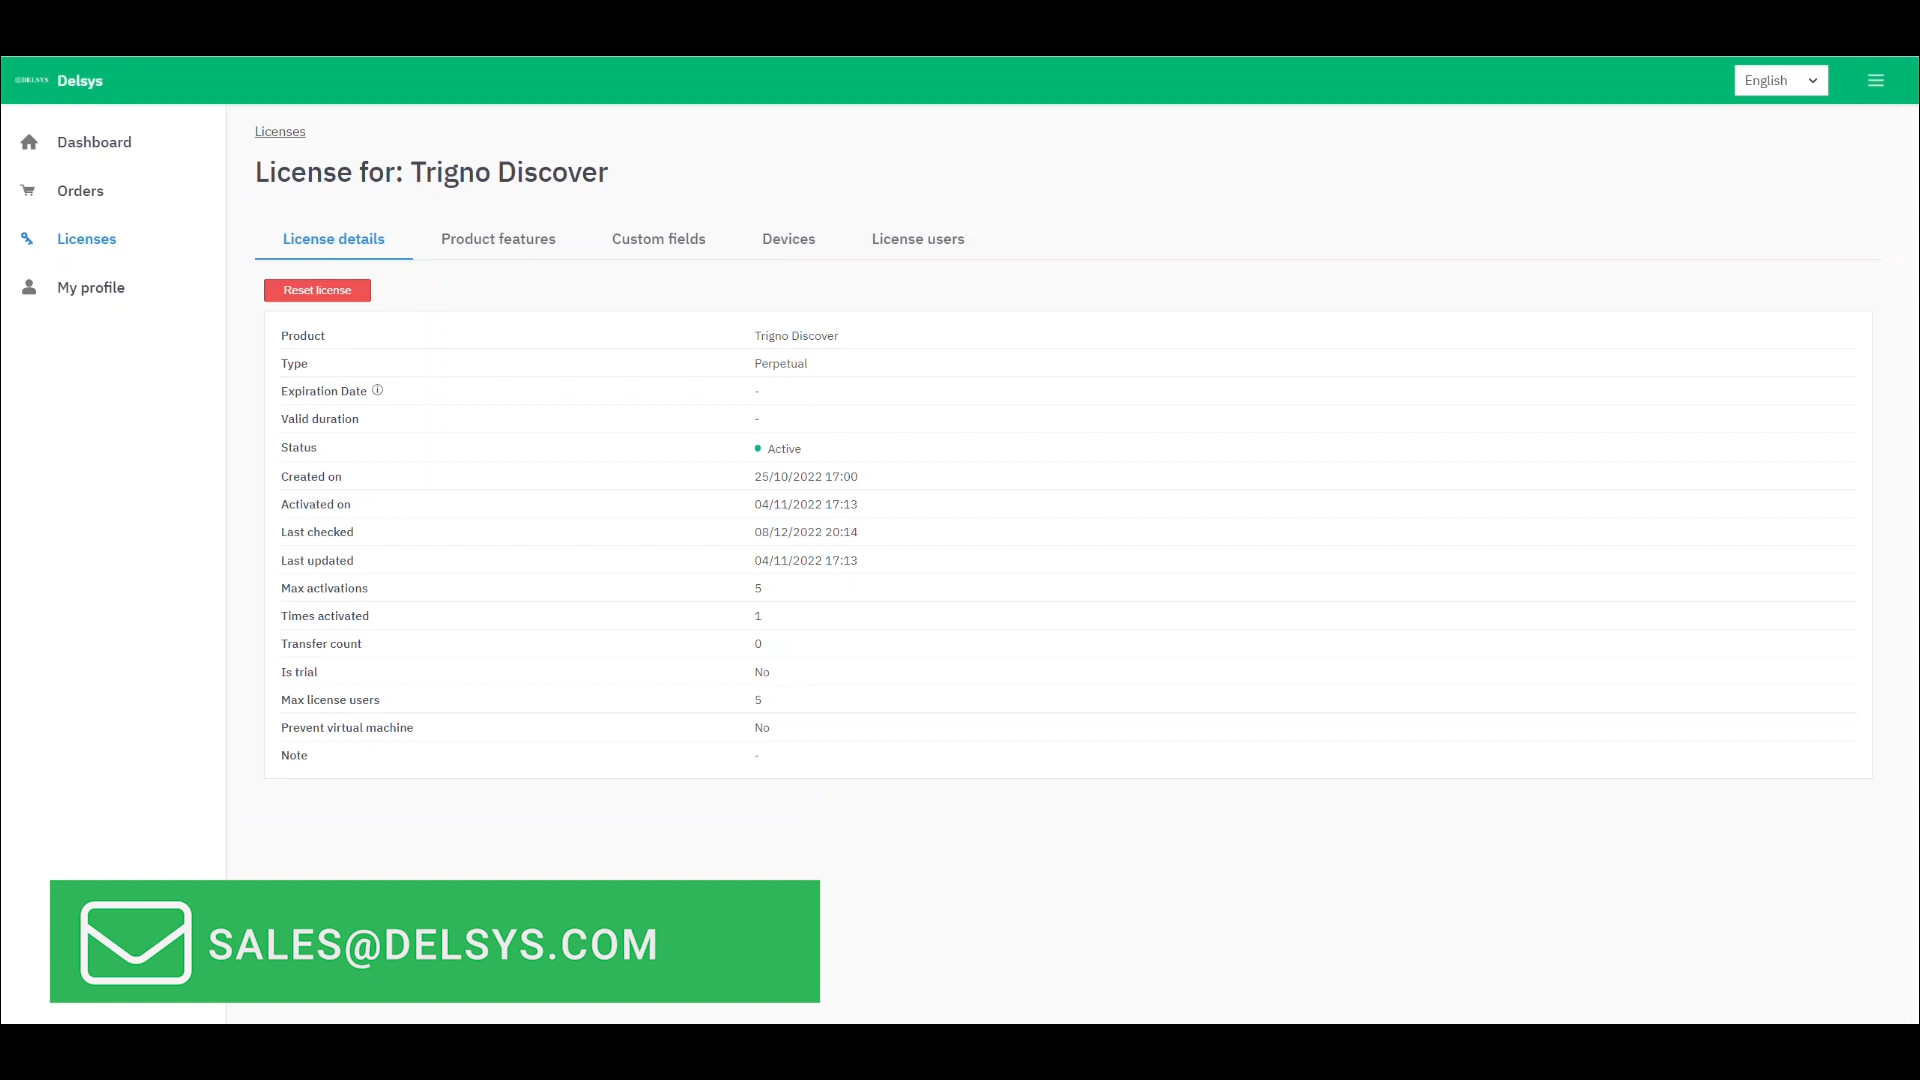 DELSYS Delsys
English
Dashboard
Orders
Licenses
My profile
Licenses
License for: Trigno Discover
License details Product features Custom fields Devices License users
Reset license
Product Trigno Discover
Type Perpetual
Expiration Date -
Valid duration -
Status Active
Created on 25/10/2022 17:00
Activated on 04/11/2022 17:13
Last checked 08/12/2022 20:14
Last updated 04/11/2022 17:13
Max activations 5
Times activated 1
Transfer count 0
Is trial No
Max license users 5
Prevent virtual machine No
Note -
SALES@DELSYS.COM